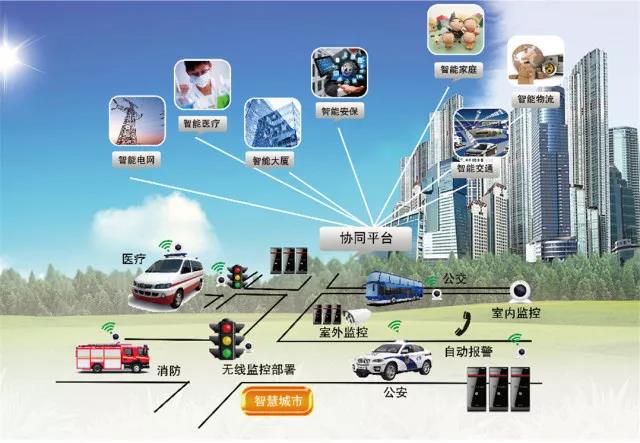 智能家庭
智能物流
智能安保
智能医疗
智能电网
智能大厦
智能交通
协同平台
医疗
公交
室内监控
室外监控
自动报警
消防
无线监控部署
公安
智慧城市